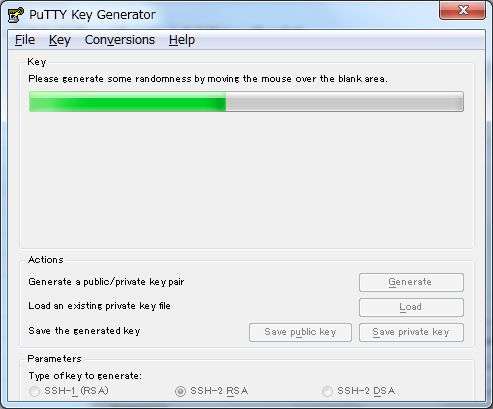 PuTTY Key Generator
File Key Conversions Help
Key
Please generate some randomness by moving the mouse over the blank area.
Actions
Generate a public/private key pair Generate
Load an existing private key file Load
Save the generated key Save public key Save private key
Parameters
Type of key to generate:
SSH-1 (RSA) SSH-2 RSA SSH-2 DSA